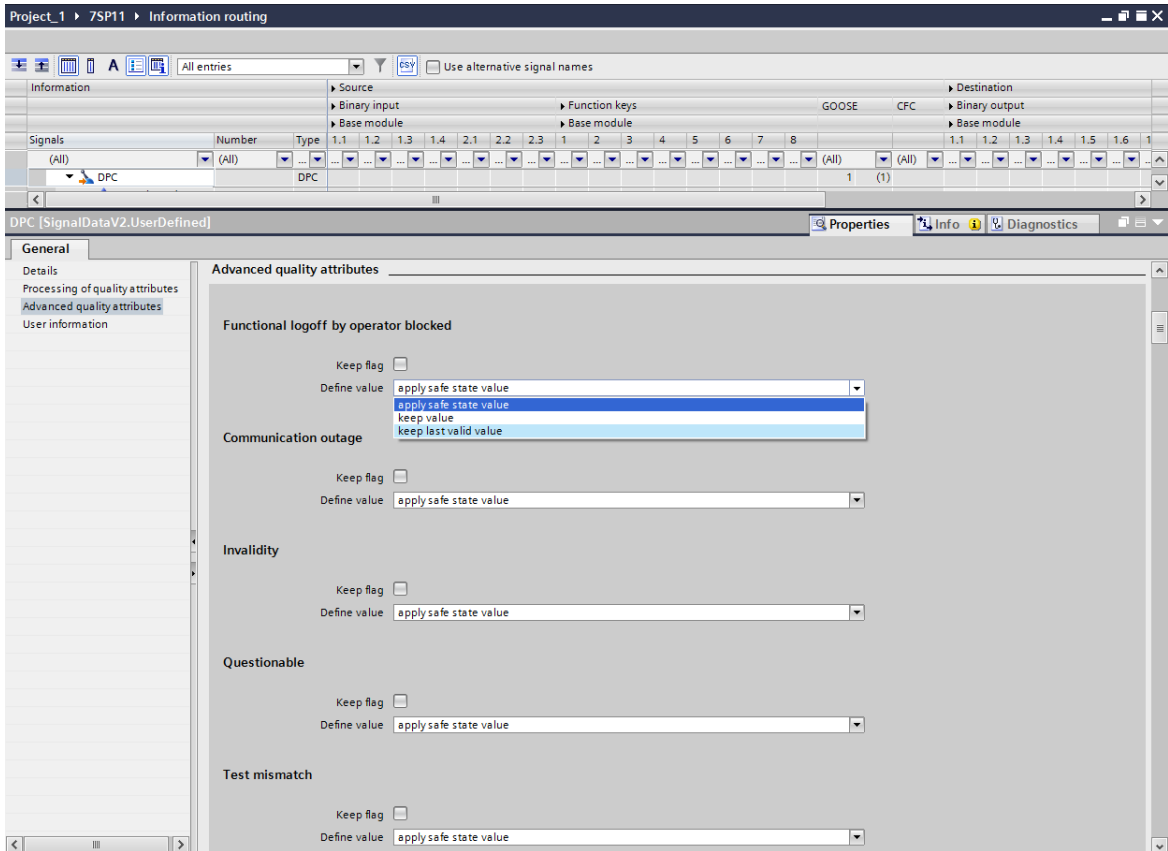 Project_1 ▸ 7SP11 ▸ Information routing
A All entries CSV Use alternative signal names
Information ▸ Source ▸ Destination
▸ Binary input ▸ Function keys GOOSE CFC ▸ Binary output
▸ Base module ▸ Base module ▸ Base module
Signals Number Type 1.1 1.2 1.3 1.4 2.1 2.2 2.3 1 2 3 4 5 6 7 8 1.1 1.2 1.3 1.4 1.5 1.6 1
(All) (All) ... ... ... ... ... ... ... ... ... ... ... ... ... ... ... ... (All) (All) ... ... ... ... ... ... ..
DPC DPC 1 (1)
DPC [SignalDataV2.UserDefined] Properties Info Diagnostics
General
Details
Processing of quality attributes
Advanced quality attributes
User information
Advanced quality attributes
Functional logoff by operator blocked
Keep flag
Define value apply safe state value
apply safe state value
keep value
keep last valid value
Communication outage
Keep flag
Define value apply safe state value
Invalidity
Keep flag
Define value apply safe state value
Questionable
Keep flag
Define value apply safe state value
Test mismatch
Keep flag
Define value apply safe state value